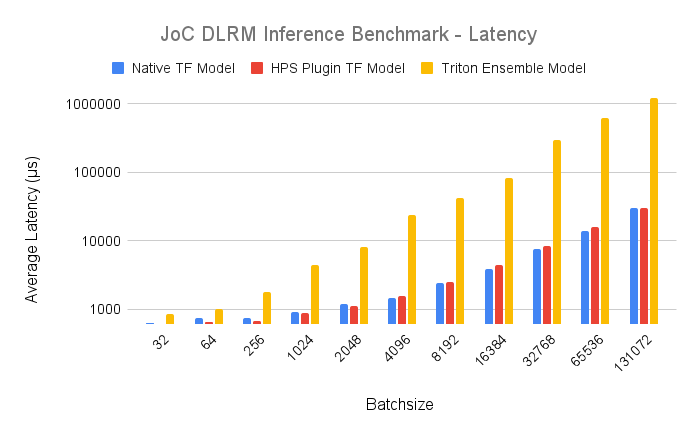 JoC DLRM Inference Benchmark - Latency
Native TF Model HPS Plugin TF Model Triton Ensemble Model
Average Latency (μs)
1000000
100000
10000
1000
32 64 256 1024 2048 4096 8192 16384 32768 65536 131072
Batchsize